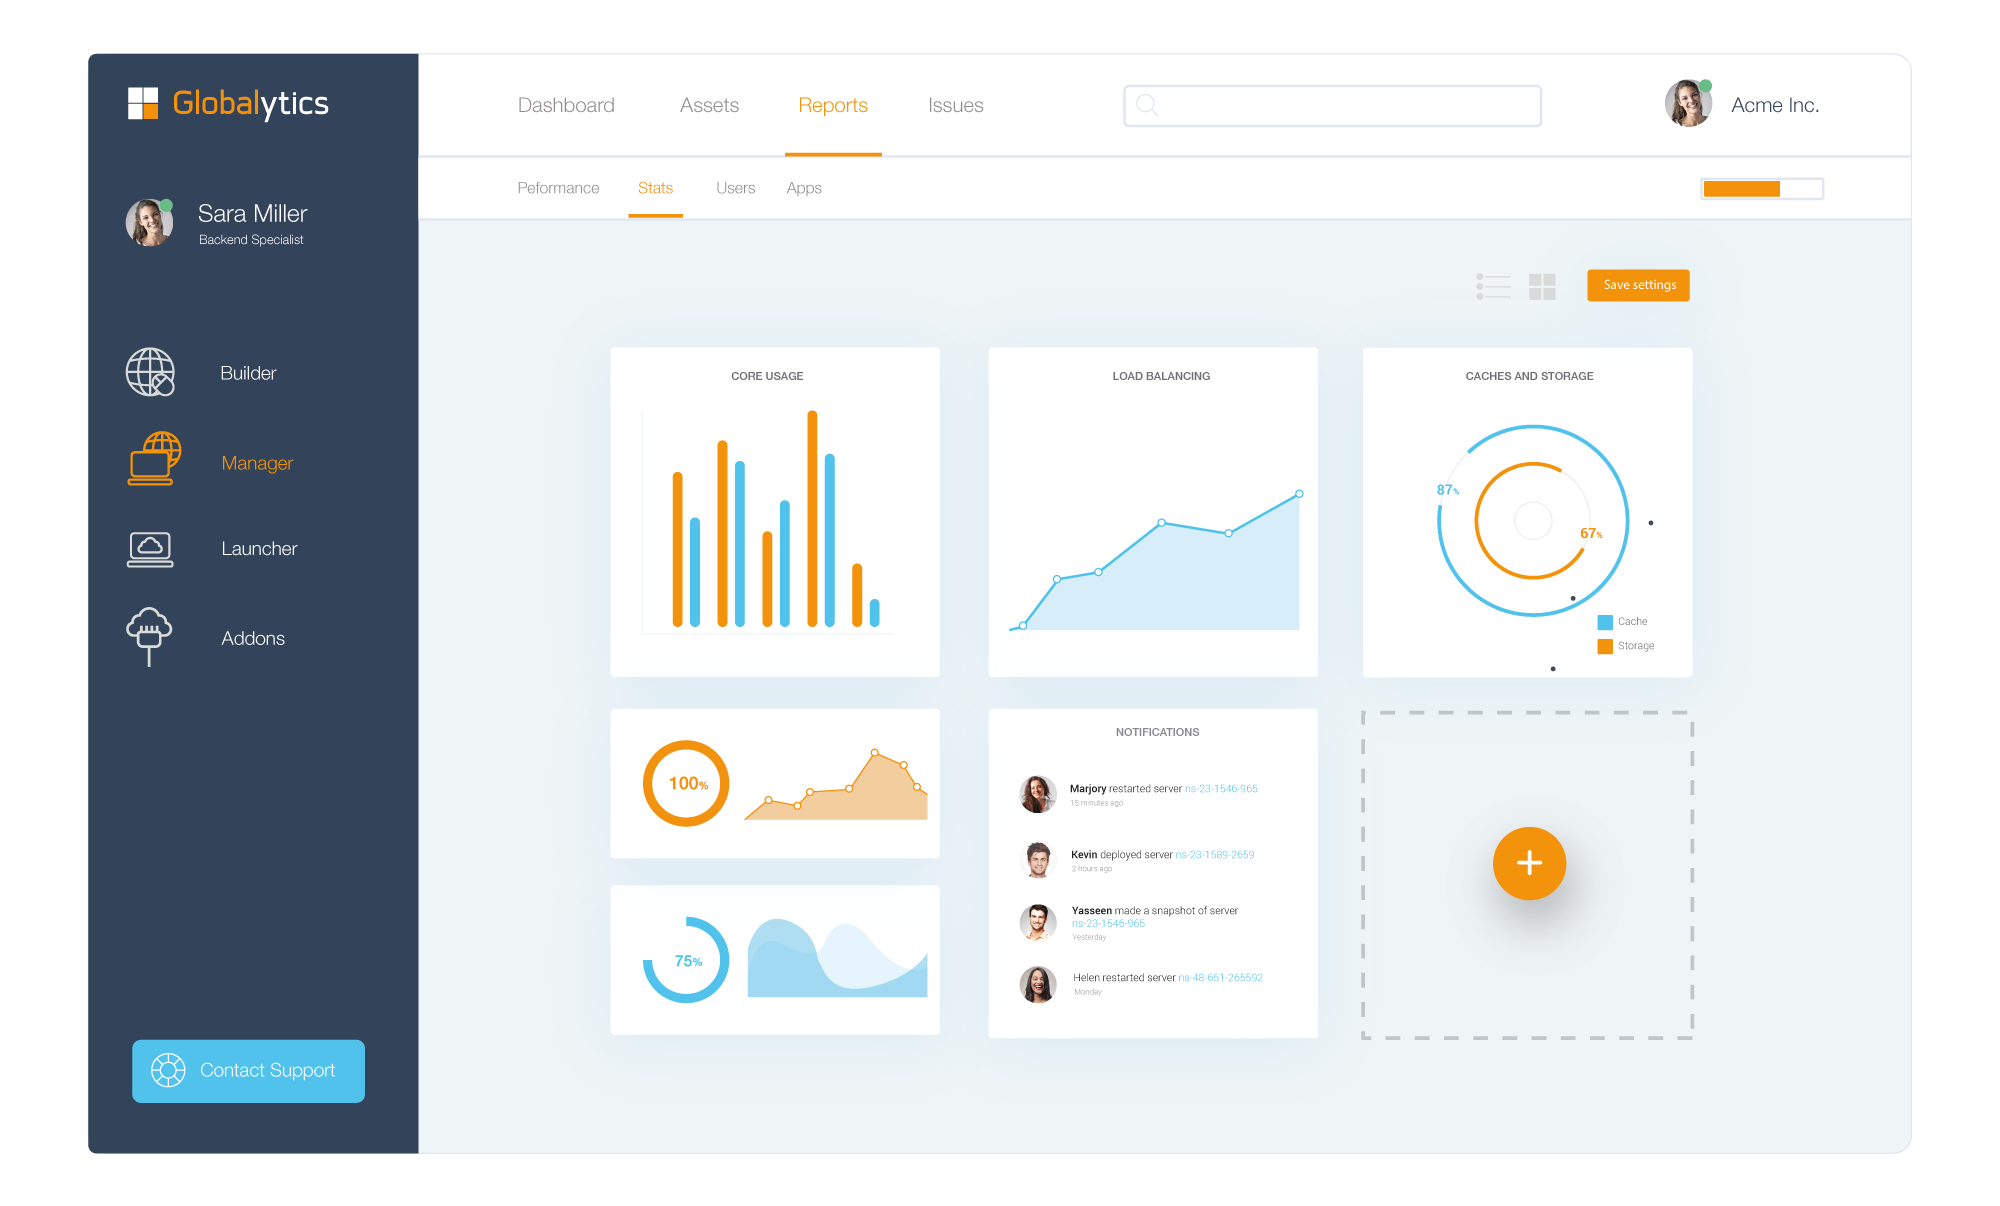 Globalytics
Dashboard
Assets
Reports
Issues
Acme Inc.
Peformance
Stats
Users
Apps
Sara Miller
Backend Specialist
Builder
Manager
Launcher
Addons
Contact Support
Save settings
CORE USAGE
LOAD BALANCING
CACHES AND STORAGE
87%
67%
Cache
Storage
100%
75%
NOTIFICATIONS
Marjory restarted server ns-23-1546-965
15 minutes ago
Kevin deployed server ns-23-1589-2659
2 hours ago
Yasseen made a snapshot of server
ns-23-1546-965
Yesterday
Helen restarted server ns-48-651-265592
Monday